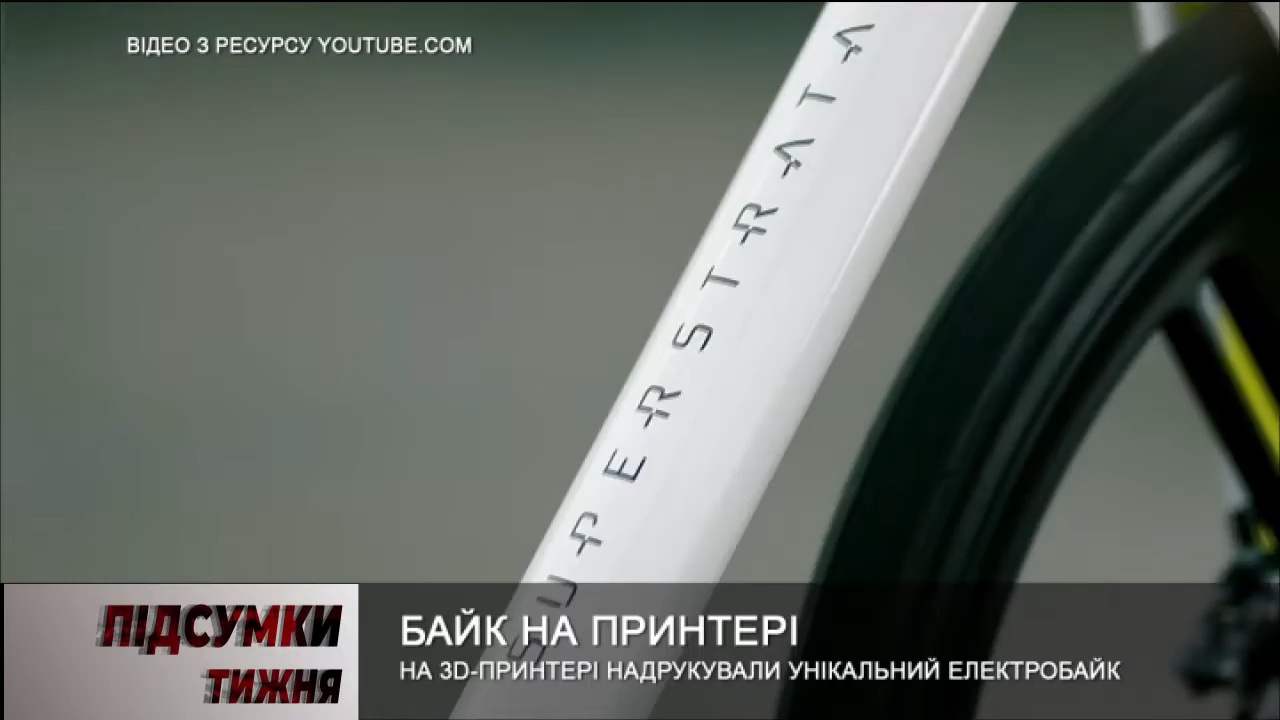 ВІДЕО З РЕСУРСУ YOUTUBE.COM
SUPERSTRATA
ПІДСУМКИ
ТИЖНЯ
БАЙК НА ПРИНТЕРІ
НА 3D-ПРИНТЕРІ НАДРУКУВАЛИ УНІКАЛЬНИЙ ЕЛЕКТРОБАЙК